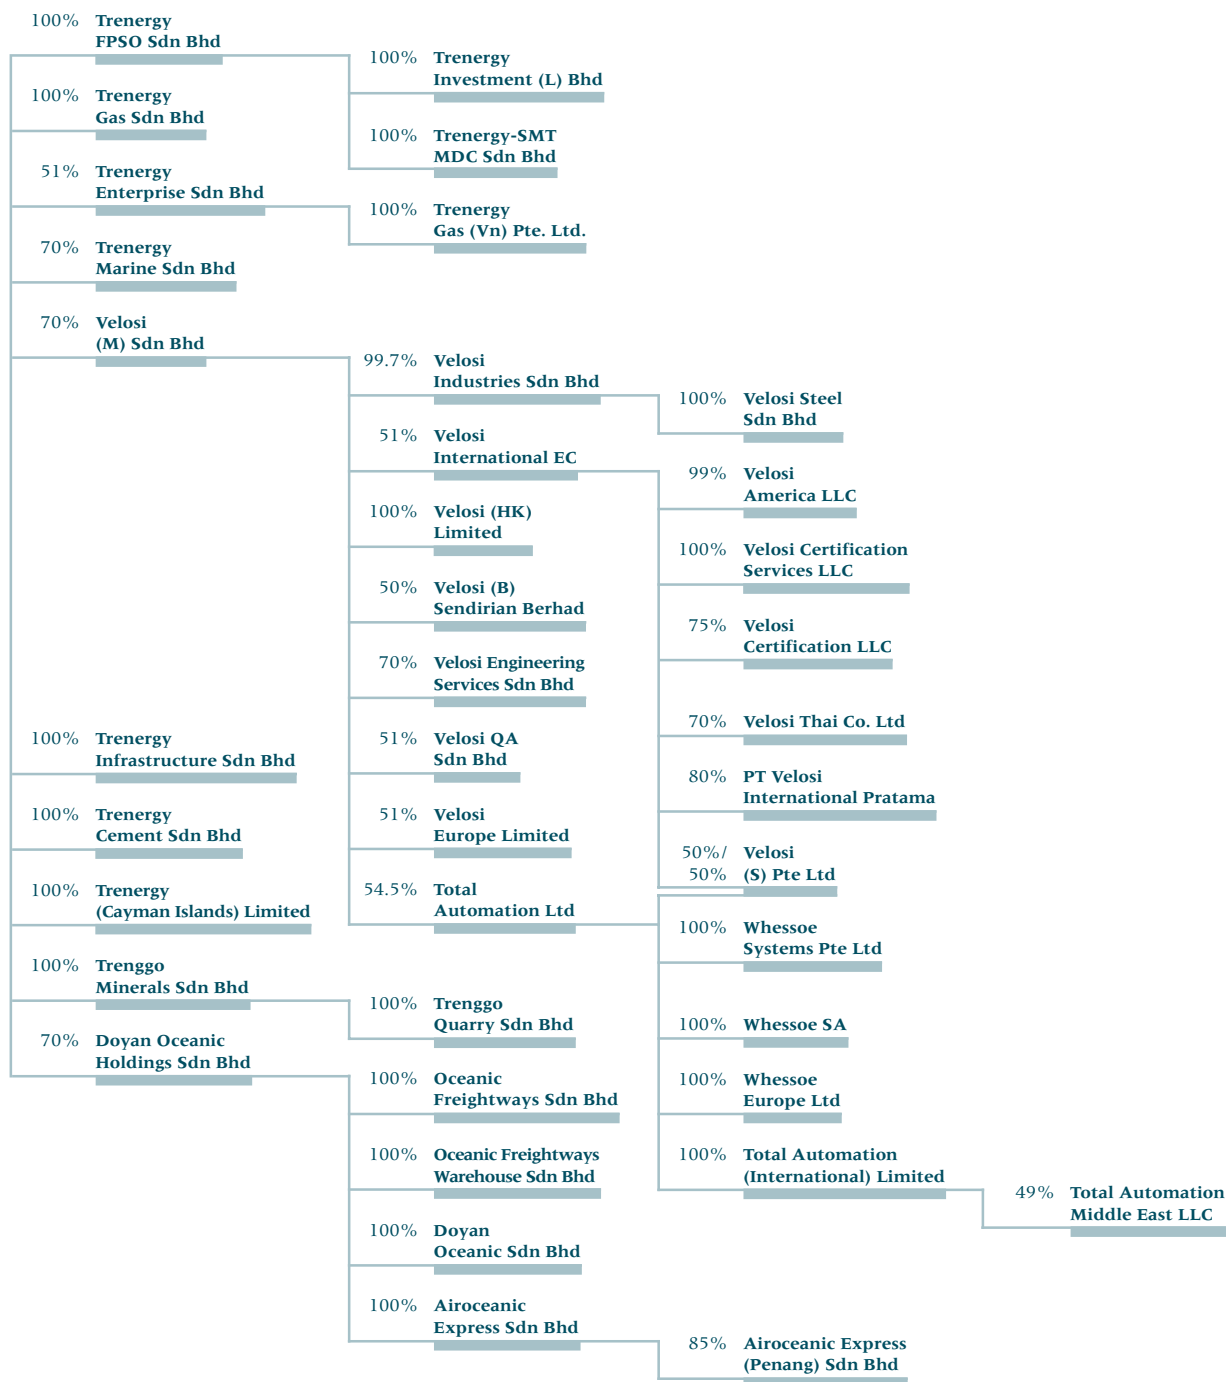 100% Trenergy
FPSO Sdn Bhd
100% Trenergy
Investment (L) Bhd
100% Trenergy-SMT
MDC Sdn Bhd
100% Trenergy
Gas Sdn Bhd
51% Trenergy
Enterprise Sdn Bhd
100% Trenergy
Gas (Vn) Pte. Ltd.
70% Trenergy
Marine Sdn Bhd
70% Velosi
(M) Sdn Bhd
99.7% Velosi
Industries Sdn Bhd
100% Velosi Steel
Sdn Bhd
51% Velosi
International EC
99% Velosi
America LLC
100% Velosi Certification
Services LLC
75% Velosi
Certification LLC
70% Velosi Thai Co. Ltd
80% PT Velosi
International Pratama
50%/ Velosi
50% (S) Pte Ltd
100% Velosi (HK)
Limited
50% Velosi (B)
Sendirian Berhad
70% Velosi Engineering
Services Sdn Bhd
51% Velosi QA
Sdn Bhd
51% Velosi
Europe Limited
54.5% Total
Automation Ltd
100% Whessoe
Systems Pte Ltd
100% Whessoe SA
100% Whessoe
Europe Ltd
100% Total Automation
(International) Limited
49% Total Automation
Middle East LLC
100% Trenergy
Infrastructure Sdn Bhd
100% Trenergy
Cement Sdn Bhd
100% Trenergy
(Cayman Islands) Limited
100% Trenggo
Minerals Sdn Bhd
100% Trenggo
Quarry Sdn Bhd
70% Doyan Oceanic
Holdings Sdn Bhd
100% Oceanic
Freightways Sdn Bhd
100% Oceanic Freightways
Warehouse Sdn Bhd
100% Doyan
Oceanic Sdn Bhd
100% Airoceanic
Express Sdn Bhd
85% Airoceanic Express
(Penang) Sdn Bhd